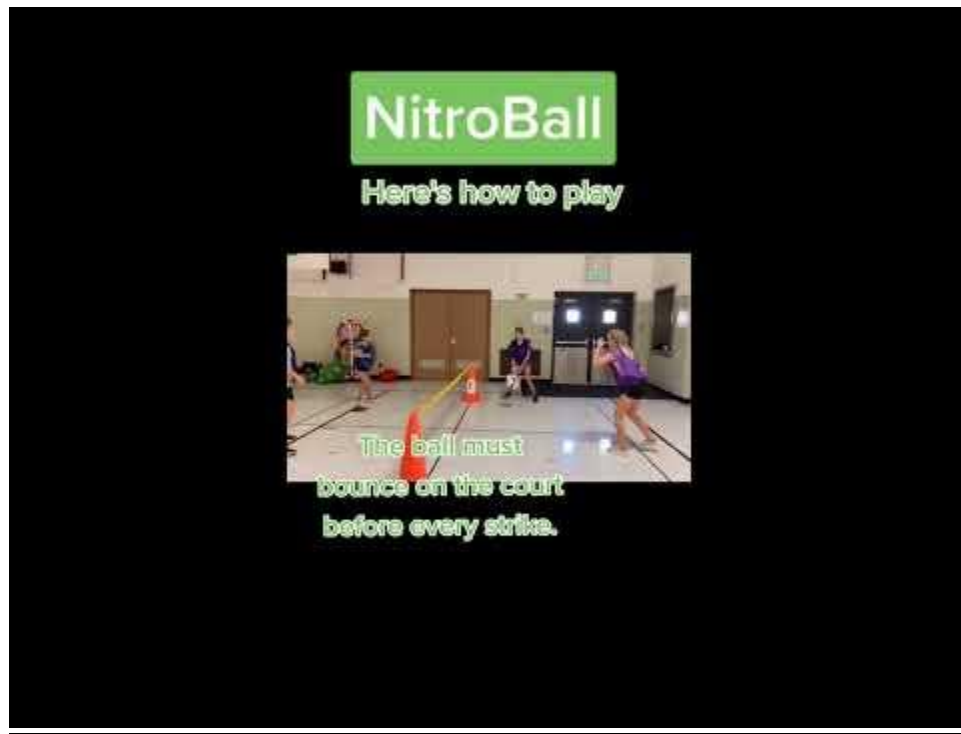 NitroBall
Here's how to play
The ball must
bounce on the court
before every strike.